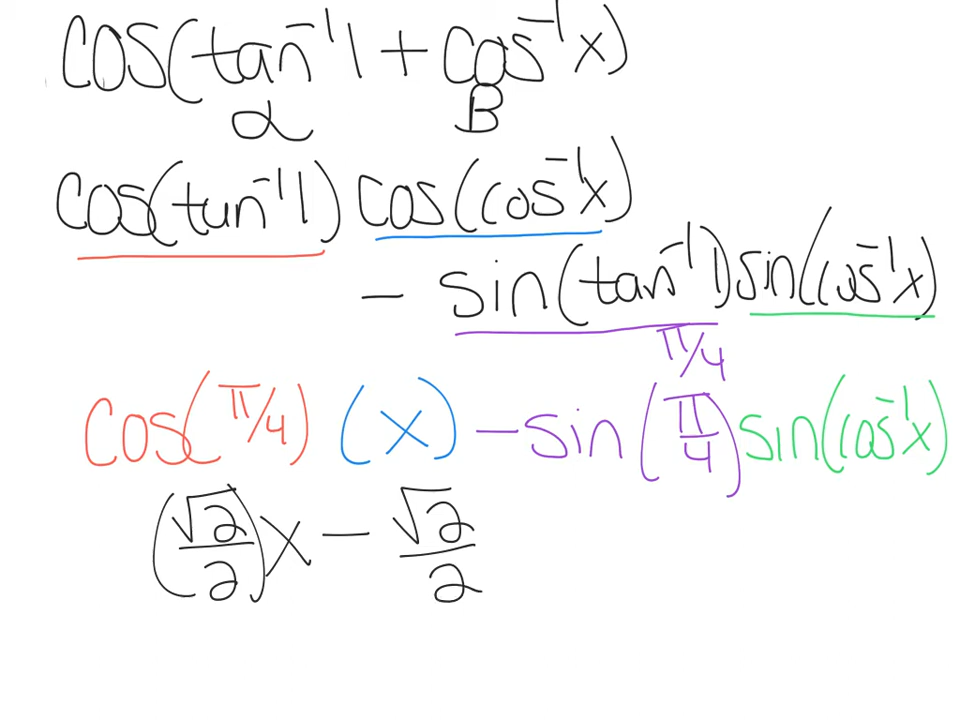 cos(tan⁻¹1 + cos⁻¹x)
α B
cos(tan⁻¹1) cos(cos⁻¹x)
- sin(tan⁻¹1) sin(cos⁻¹x)
π/4
cos(π/4) (x) - sin(π/4) sin(cos⁻¹x)
(√2/2)x - √2/2